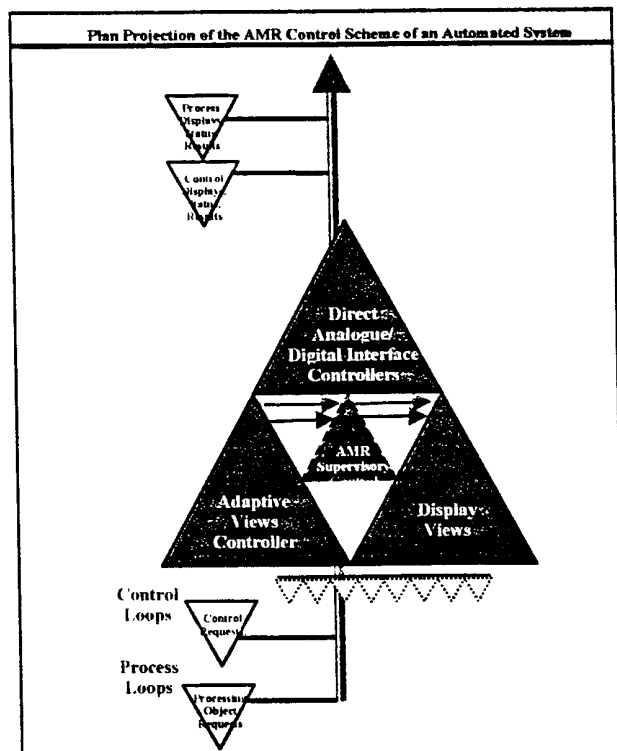 Plan Projection of the AMR Control Scheme of an Automated System
Process
Displays
Status
Results
Control
Displays
Status
Results
Direct
Analogue/
Digital Interface
Controllers
AMR
Supervisory
Adaptive
Views
Controller
Display
Views
Control
Loops
Control
Requests
Process
Loops
Processing
Object
Requests